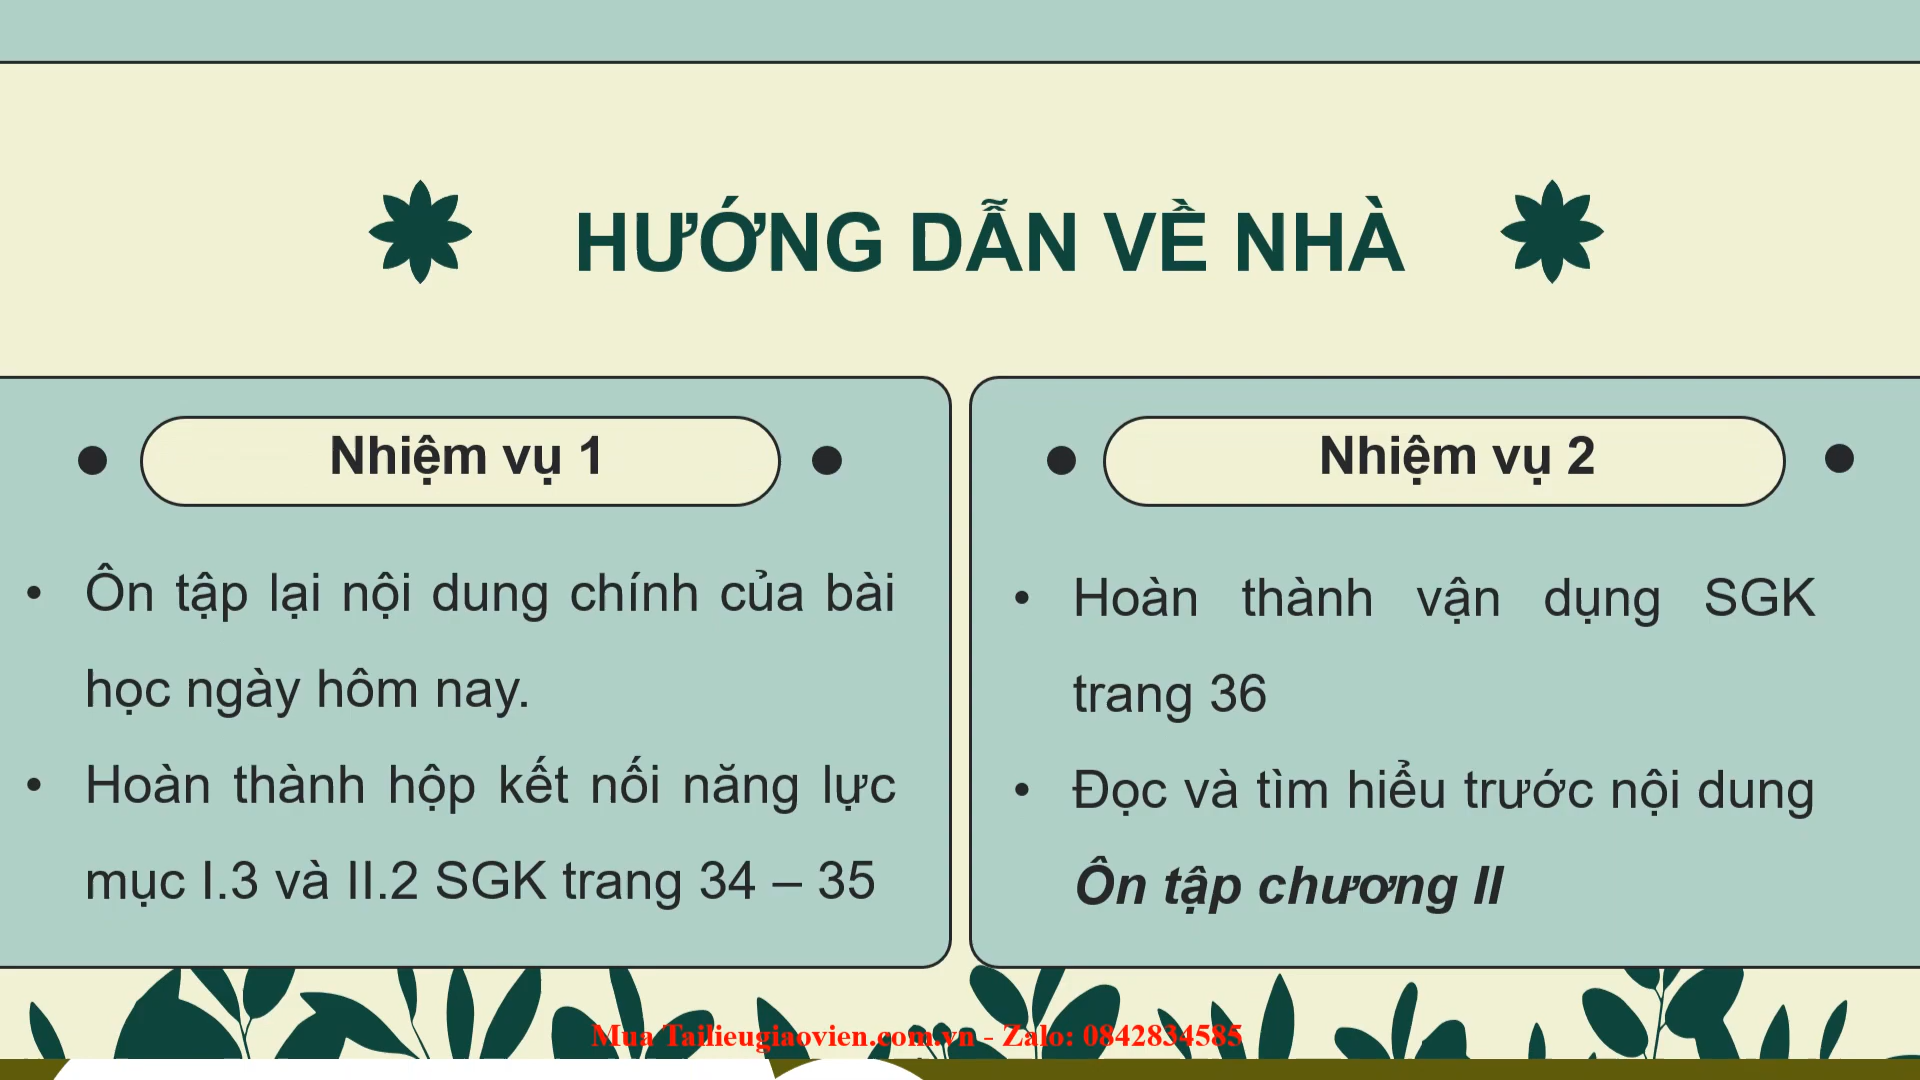 HƯỚNG DẪN VỀ NHÀ
Nhiệm vụ 1
• Ôn tập lại nội dung chính của bài
học ngày hôm nay.
• Hoàn thành hộp kết nối năng lực
mục I.3 và II.2 SGK trang 34 – 35
Nhiệm vụ 2
• Hoàn thành vận dụng SGK
trang 36
• Đọc và tìm hiểu trước nội dung
Ôn tập chương II
Mua Tailieugiaovien.com.vn - Zalo: 0842834585